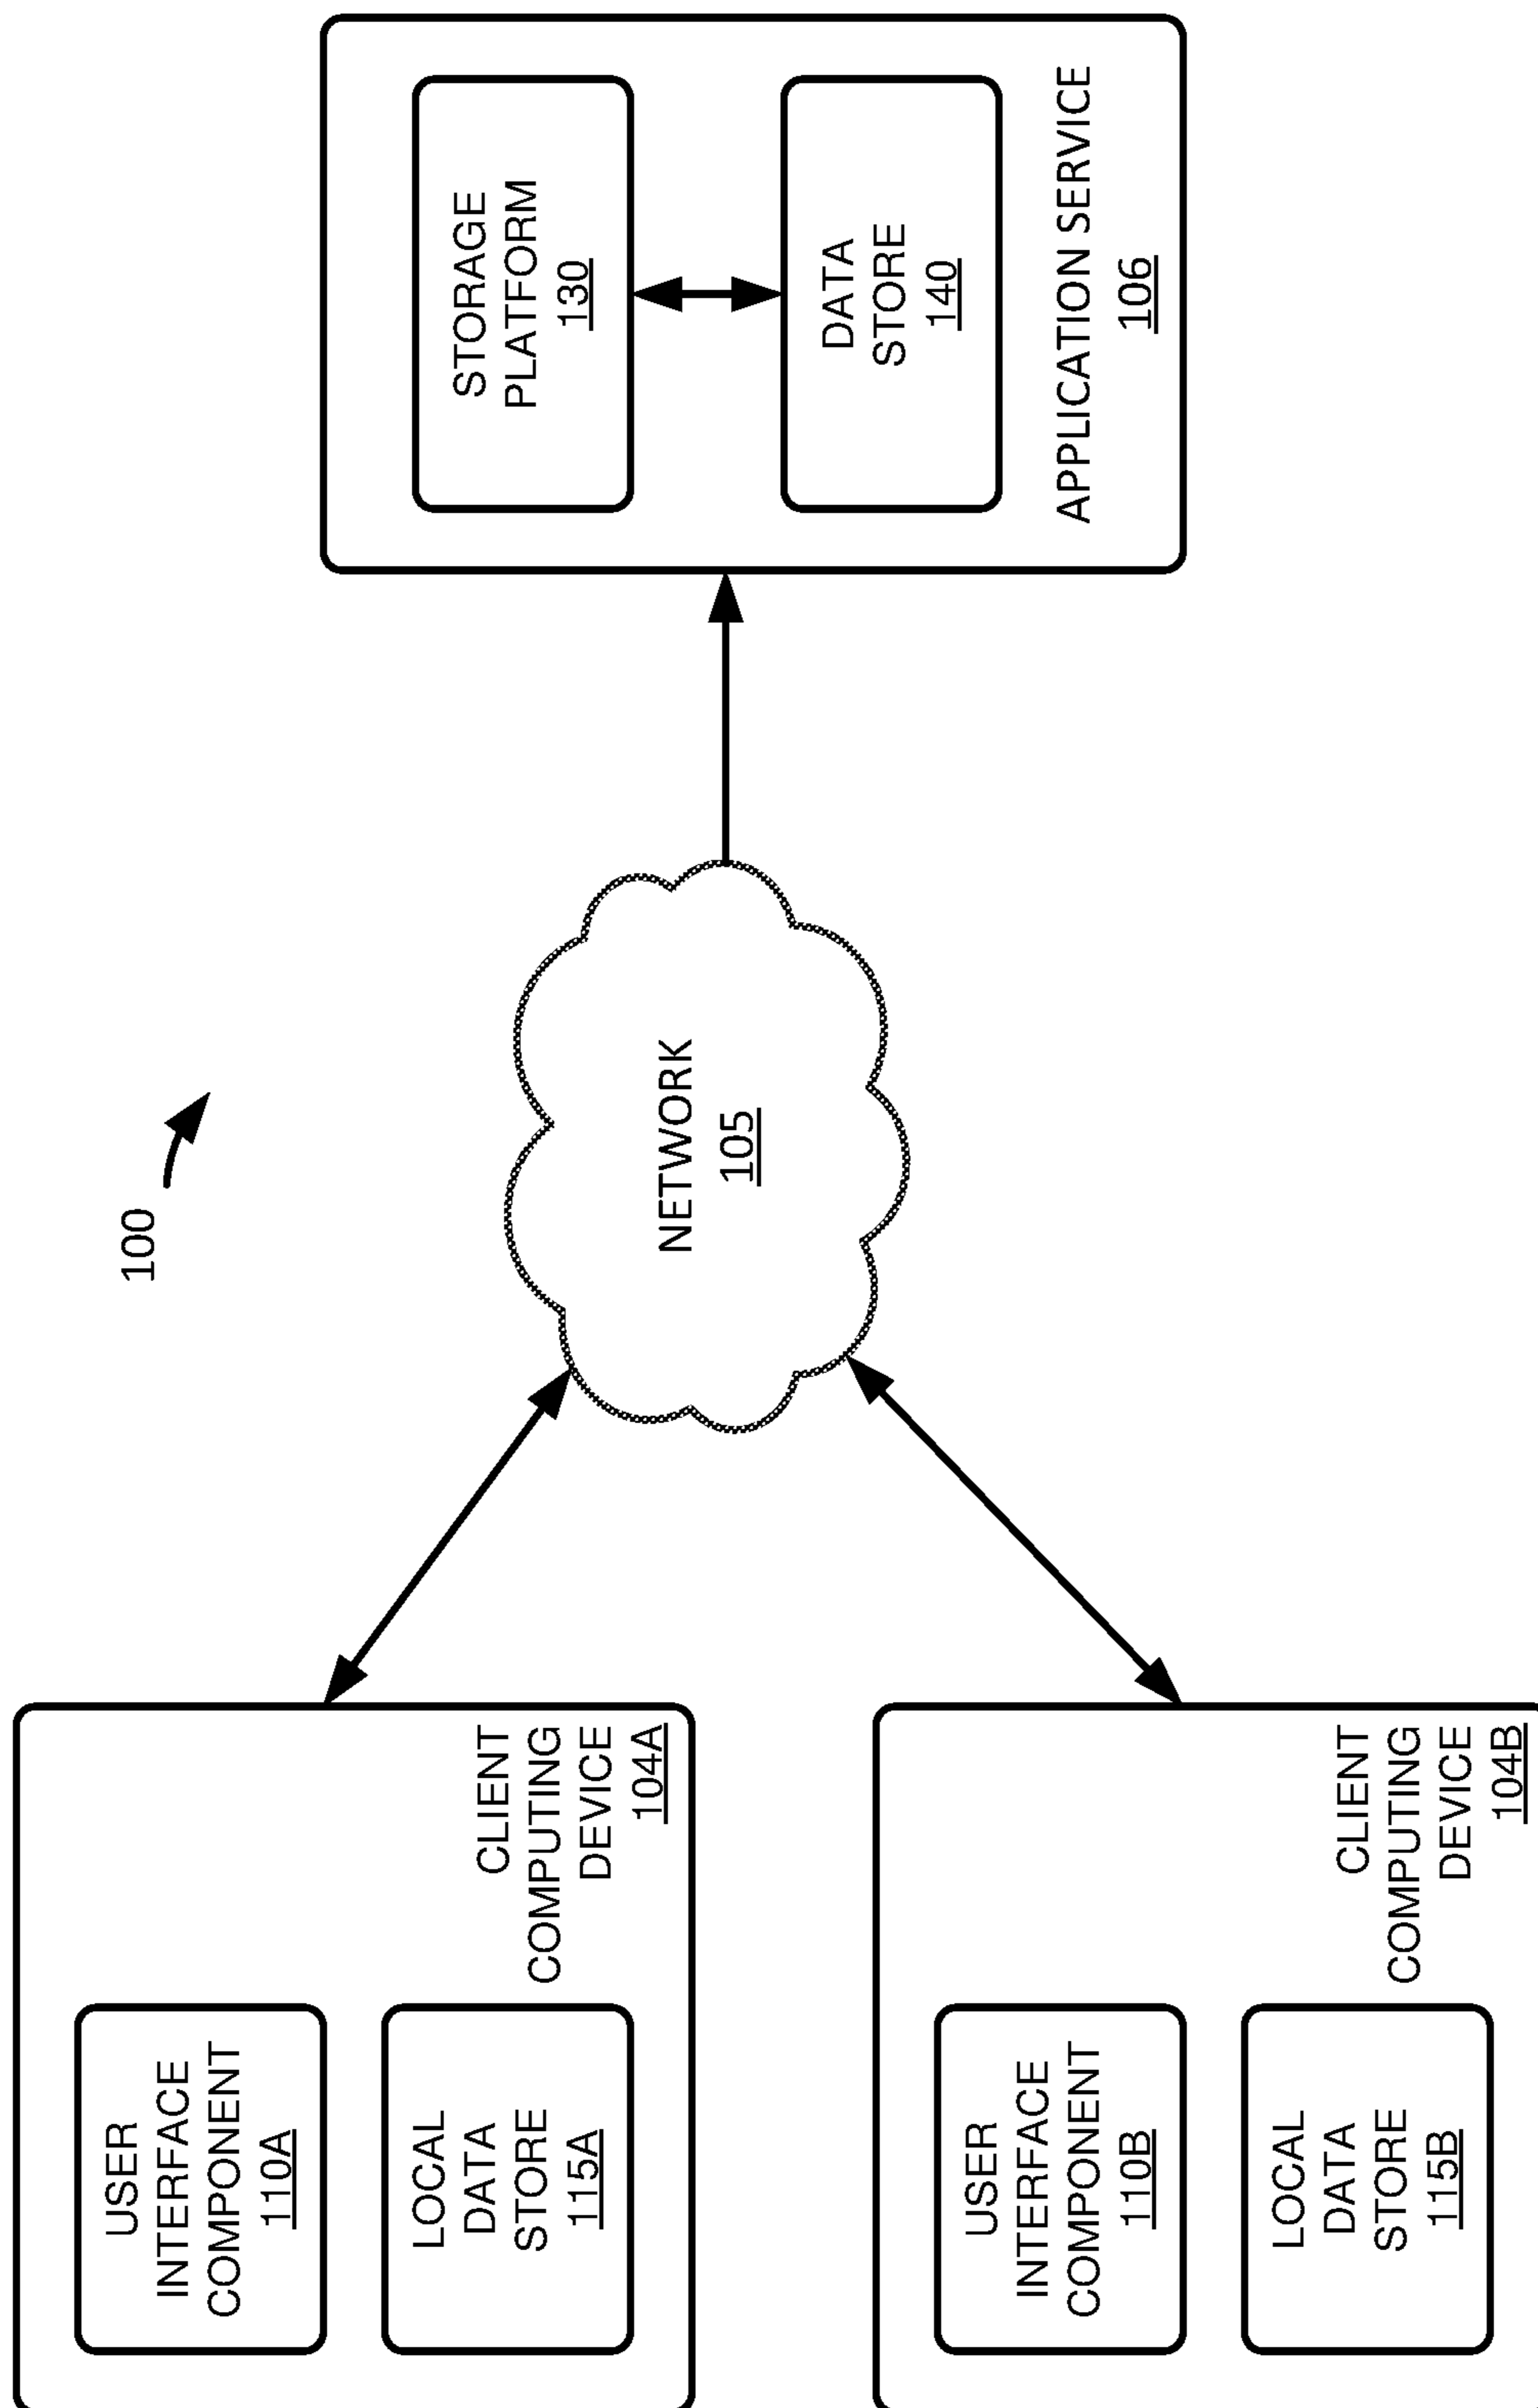 100
USER
INTERFACE
COMPONENT
110A
LOCAL
DATA
STORE
115A
CLIENT
COMPUTING
DEVICE
104A
USER
INTERFACE
COMPONENT
110B
LOCAL
DATA
STORE
115B
CLIENT
COMPUTING
DEVICE
104B
NETWORK
105
STORAGE
PLATFORM
130
DATA
STORE
140
APPLICATION SERVICE
106